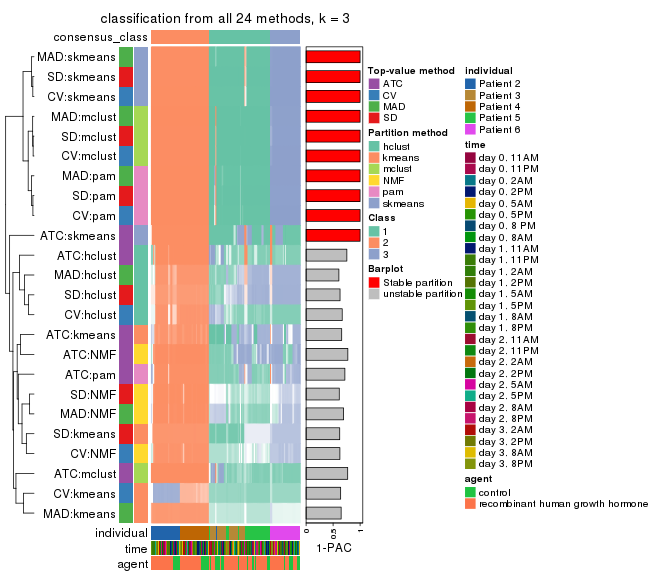 classification from all 24 methods, k = 3
consensus_class
MAD:skmeans
SD:skmeans
CV:skmeans
MAD:mclust
SD:mclust
CV:mclust
MAD:pam
SD:pam
CV:pam
ATC:skmeans
ATC:hclust
MAD:hclust
SD:hclust
CV:hclust
ATC:kmeans
ATC:NMF
ATC:pam
SD:NMF
MAD:NMF
SD:kmeans
CV:NMF
ATC:mclust
CV:kmeans
MAD:kmeans
individual
time
agent
0 0.5 1
1-PAC
Top-value method
ATC
CV
MAD
SD
Partition method
hclust
kmeans
mclust
NMF
pam
skmeans
Class
1
2
3
Barplot
Stable partition
unstable partition
individual
Patient 2
Patient 3
Patient 4
Patient 5
Patient 6
time
day 0, 11AM
day 0, 11PM
day 0, 2AM
day 0, 2PM
day 0, 5AM
day 0, 5PM
day 0, 8 PM
day 0, 8AM
day 1, 11AM
day 1, 11PM
day 1, 2AM
day 1, 2PM
day 1, 5AM
day 1, 5PM
day 1, 8AM
day 1, 8PM
day 2, 11AM
day 2, 11PM
day 2, 2AM
day 2, 2PM
day 2, 5AM
day 2, 5PM
day 2, 8AM
day 2, 8PM
day 3, 2AM
day 3, 2PM
day 3, 8AM
day 3, 8PM
agent
control
recombinant human growth hormone